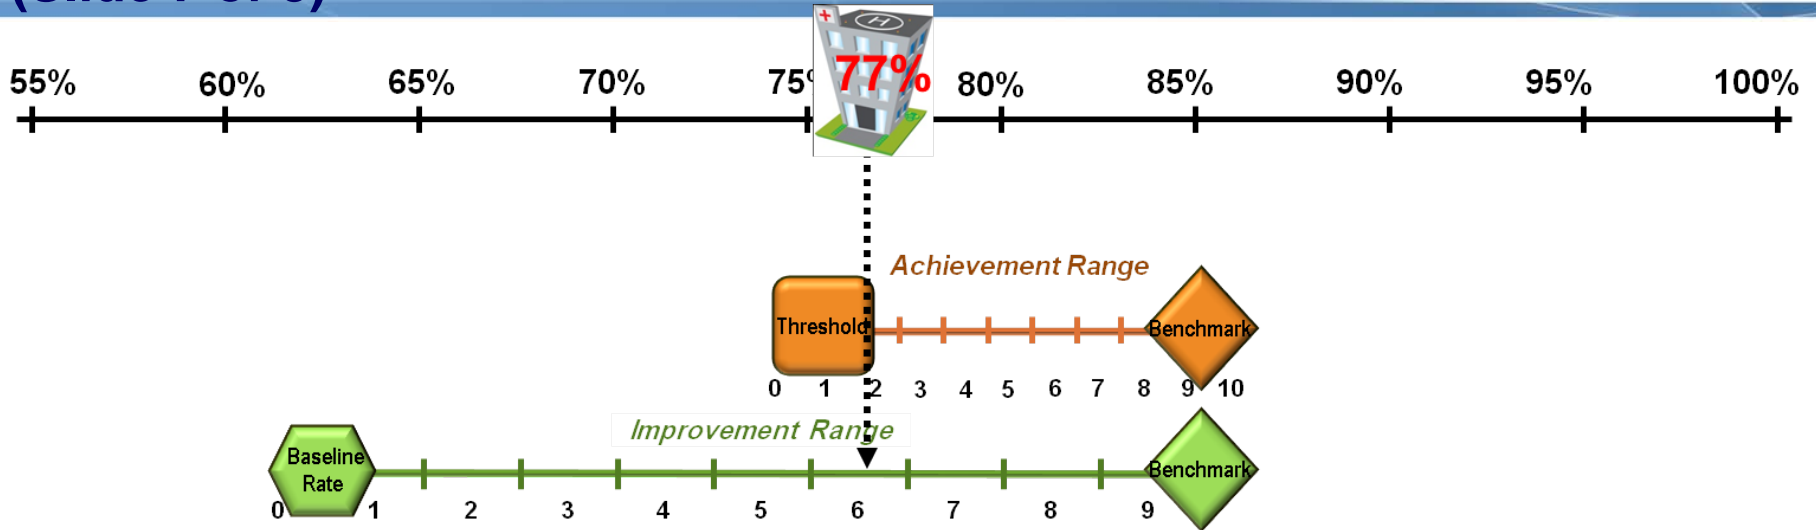 55% 60% 65% 70% 75 77% 80% 85% 90% 95% 100%
H
Achievement Range
Threshold Benchmark
0 1 2 3 4 5 6 7 8 9 10
Improvement Range
Baseline
Rate
Benchmark
0 1 2 3 4 5 6 7 8 9